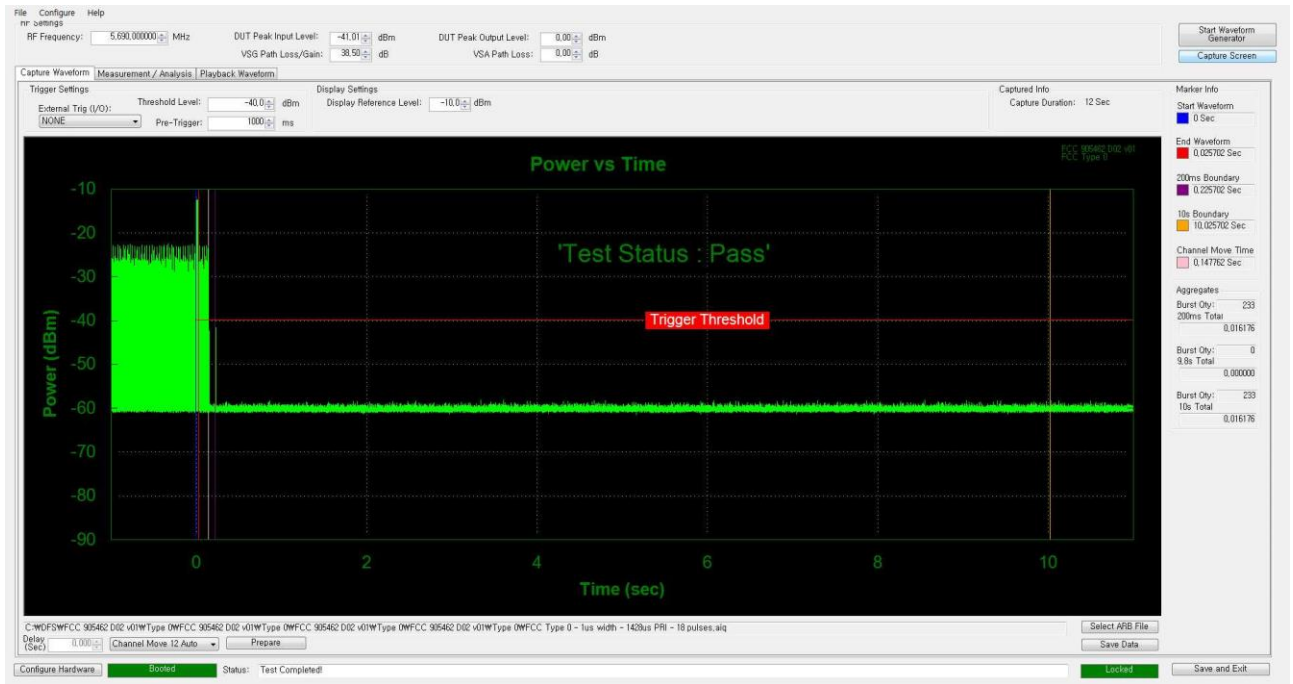 File Configure Help
RF Settings
RF Frequency: 5,690,000000 MHz DUT Peak Input Level: -41,01 dBm DUT Peak Output Level: 0,00 dBm
VSG Path Loss/Gain: 38,50 dB VSA Path Loss: 0,00 dB
Start Waveform
Generator
Capture Screen
Capture Waveform Measurement / Analysis Playback Waveform
Trigger Settings
External Trig (I/O):
NONE
Threshold Level: -40,0 dBm
Pre-Trigger: 1000 ms
Display Settings
Display Reference Level: -10,0 dBm
Captured Info
Capture Duration: 12 Sec
FCC 905462 D02 v01
FCC Type 0
Power vs Time
'Test Status : Pass'
Trigger Threshold
Power (dBm)
-10
-20
-30
-40
-50
-60
-70
-80
-90
0 2 4 6 8 10
Time (sec)
Marker Info
Start Waveform
0 Sec
End Waveform
0,025702 Sec
200ms Boundary
0,225702 Sec
10s Boundary
10,025702 Sec
Channel Move Time
0,147762 Sec
Aggregates
Burst Qty: 233
200ms Total
0,016176
Burst Qty: 0
9,8s Total
0,000000
Burst Qty: 233
10s Total
0,016176
C:₩DFS₩FCC 905462 D02 v01₩Type 0₩FCC 905462 D02 v01₩Type 0₩FCC 905462 D02 v01₩Type 0₩FCC 905462 D02 v01₩Type 0₩FCC Type 0 - 1us width - 1428us PRI - 18 pulses,aiq
Select ARB File
Delay
(Sec) 0,000 Channel Move 12 Auto Prepare
Save Data
Configure Hardware Booted Status: Test Completed! Locked Save and Exit